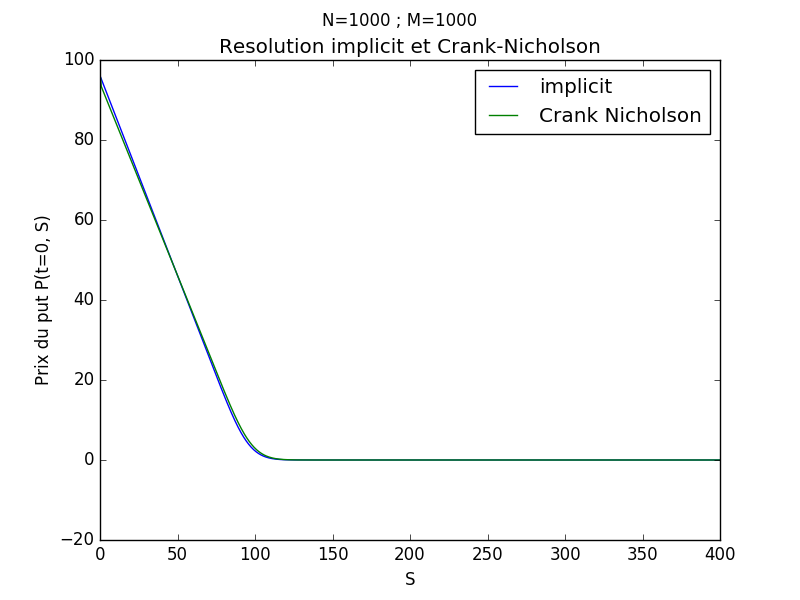 N=1000 ; M=1000
Resolution implicit et Crank-Nicholson
implicit
Crank Nicholson
Prix du put P(t=0, S)
100
80
60
40
20
0
−20
0 50 100 150 200 250 300 350 400
S